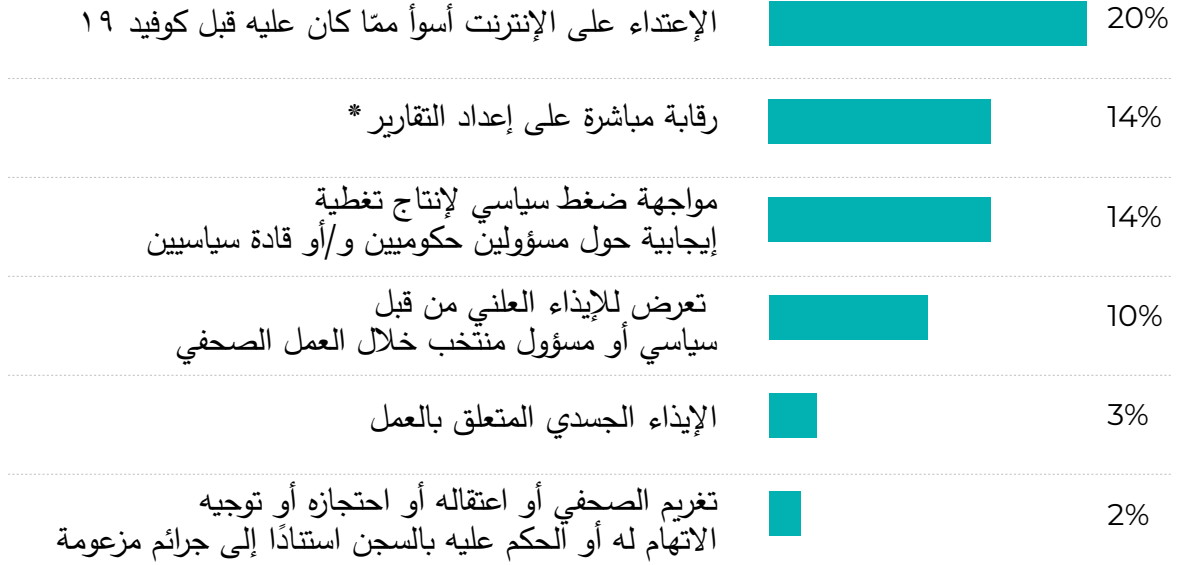 الإعتداء على الإنترنت أسوأ ممّا كان عليه قبل كوفيد ١٩
20%
رقابة مباشرة على إعداد التقارير *
14%
مواجهة ضغط سياسي لإنتاج تغطية
إيجابية حول مسؤولين حكوميين و/أو قادة سياسيين
14%
تعرض للإيذاء العلني من قبل
سياسي أو مسؤول منتخب خلال العمل الصحفي
10%
الإيذاء الجسدي المتعلق بالعمل
3%
تغريم الصحفي أو اعتقاله أو احتجازه أو توجيه
الاتهام له أو الحكم عليه بالسجن استنادًا إلى جرائم مزعومة
2%